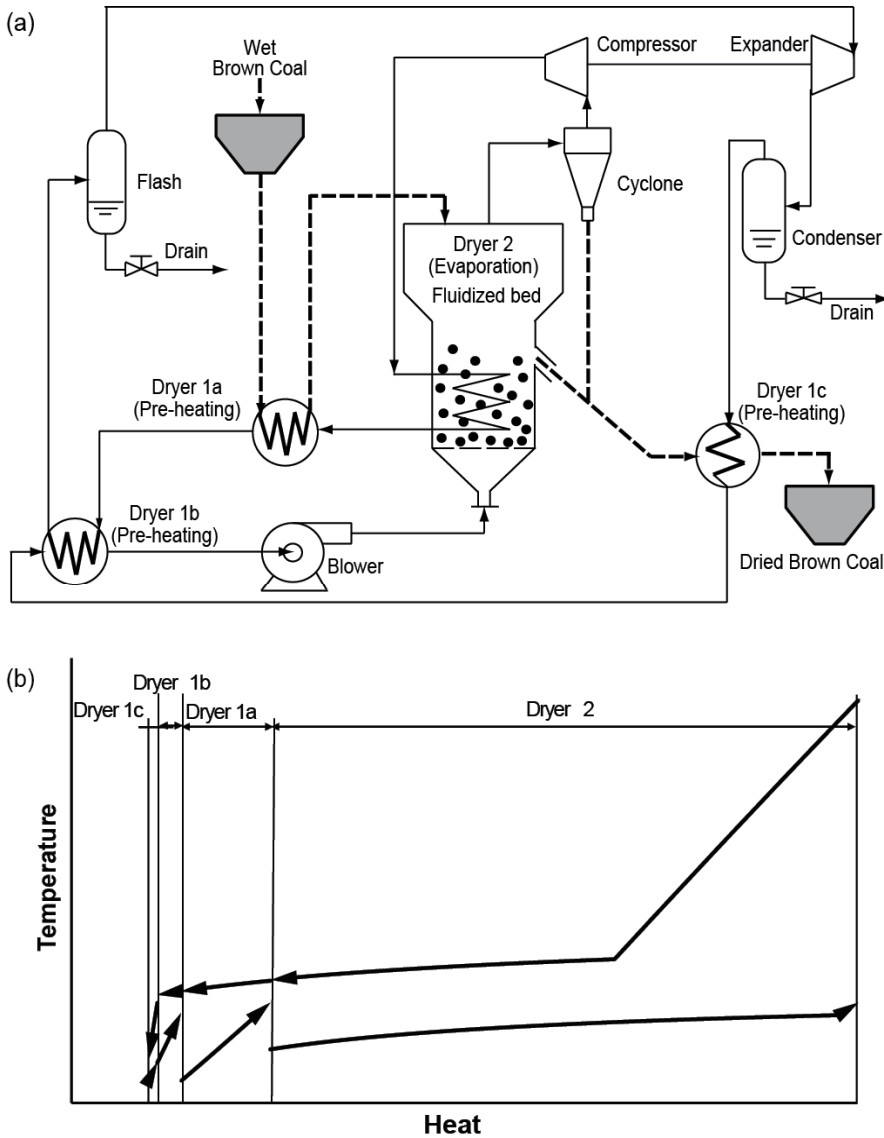 (a)
Wet
Brown Coal
Compressor
Expander
Flash
Cyclone
Drain
Dryer 2
(Evaporation)
Fluidized bed
Condenser
Drain
Dryer 1a
(Pre-heating)
Dryer 1c
(Pre-heating)
Dryer 1b
(Pre-heating)
Blower
Dried Brown Coal
(b)
Dryer 1b
Dryer 1c
Dryer 1a
Dryer 2
Temperature
Heat